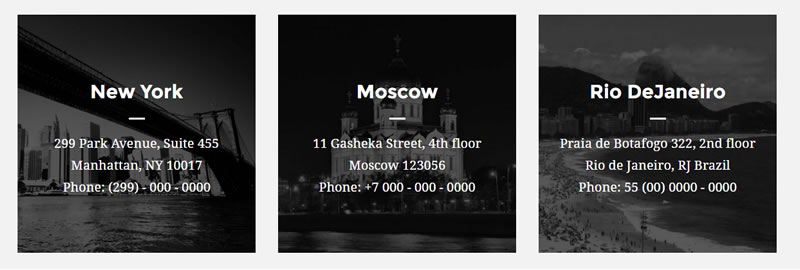 New York
299 Park Avenue, Suite 455
Manhattan, NY 10017
Phone: (299) - 000 - 0000
Moscow
11 Gasheka Street, 4th floor
Moscow 123056
Phone: +7 000 - 000 - 0000
Rio DeJaneiro
Praia de Botafogo 322, 2nd floor
Rio de Janeiro, RJ Brazil
Phone: 55 (00) 0000 - 0000